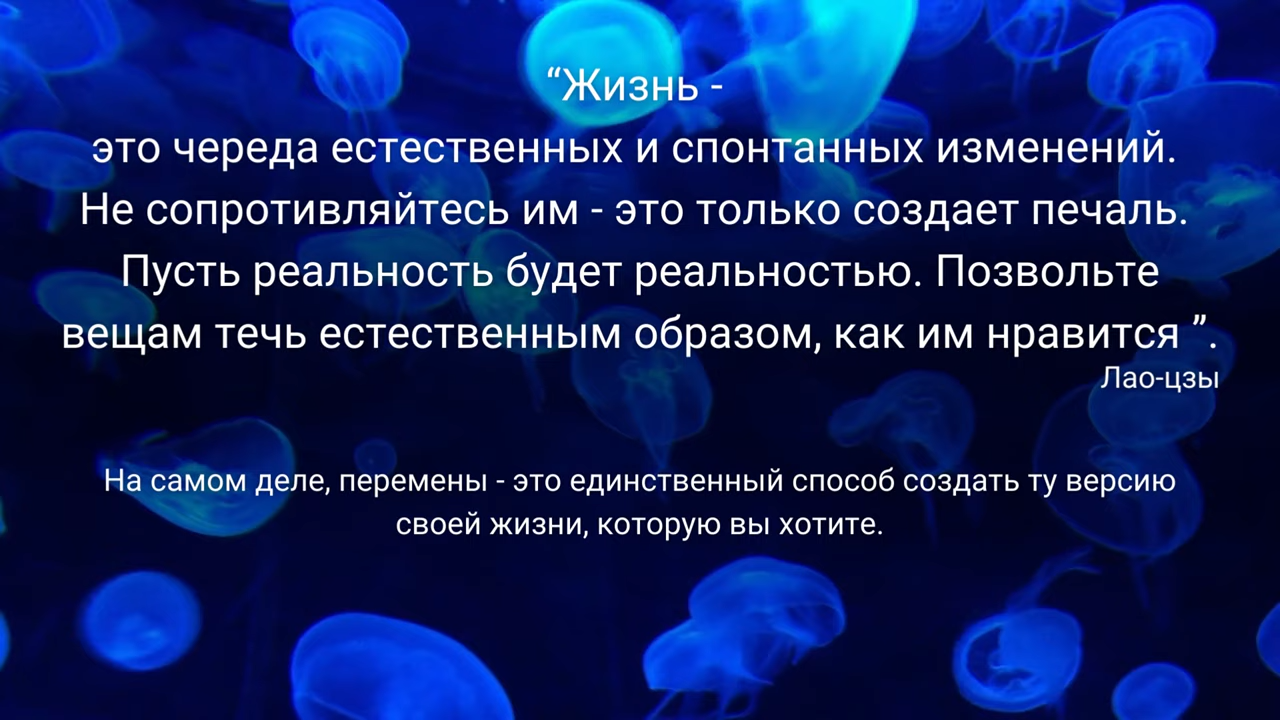 “Жизнь -
это череда естественных и спонтанных изменений.
Не сопротивляйтесь им - это только создает печаль.
Пусть реальность будет реальностью. Позвольте
вещам течь естественным образом, как им нравится ”.
Лао-цзы
На самом деле, перемены - это единственный способ создать ту версию
своей жизни, которую вы хотите.